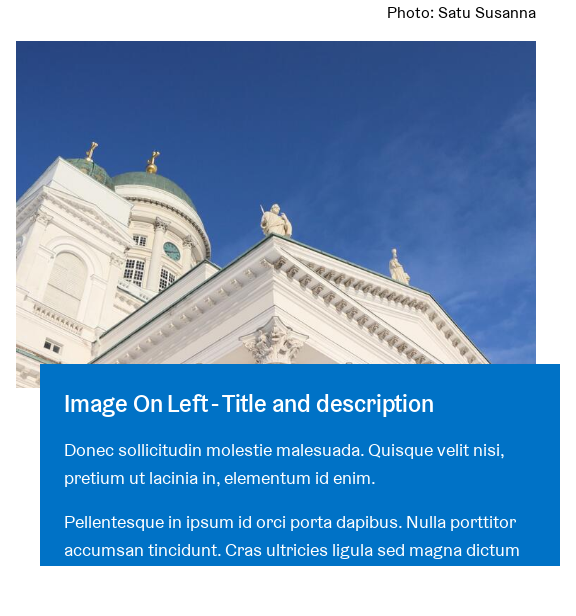 Photo: Satu Susanna
Image On Left - Title and description
Donec sollicitudin molestie malesuada. Quisque velit nisi,
pretium ut lacinia in, elementum id enim.
Pellentesque in ipsum id orci porta dapibus. Nulla porttitor
accumsan tincidunt. Cras ultricies ligula sed magna dictum